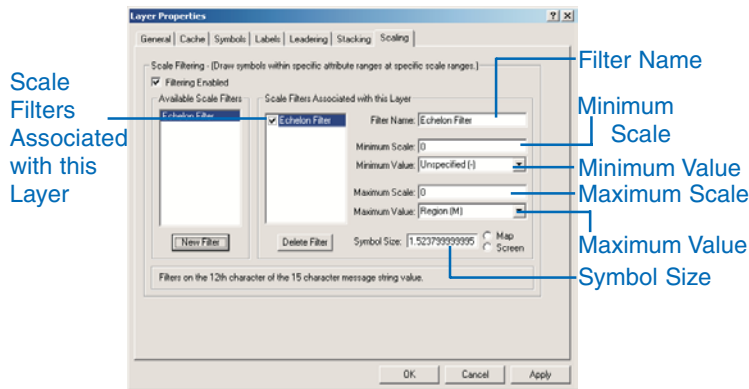 Layer Properties
General Cache Symbols Labels Leadering Stacking Scaling
Scale Filtering - (Draw symbols within specific attribute ranges at specific scale ranges.)
Filtering Enabled
Available Scale Filters
Echelon Filter
New Filter
Scale Filters Associated with this Layer
Echelon Filter
Delete Filter
Filter Name: Echelon Filter
Minimum Scale: 0
Minimum Value: Unspecified (-)
Maximum Scale: 0
Maximum Value: Region (M)
Symbol Size: 1.523799999995
Map
Screen
Filters on the 12th character of the 15 character message string value.
OK Cancel Apply
Scale
Filters
Associated
with this
Layer
Filter Name
Minimum
Scale
Minimum Value
Maximum Scale
Maximum Value
Symbol Size